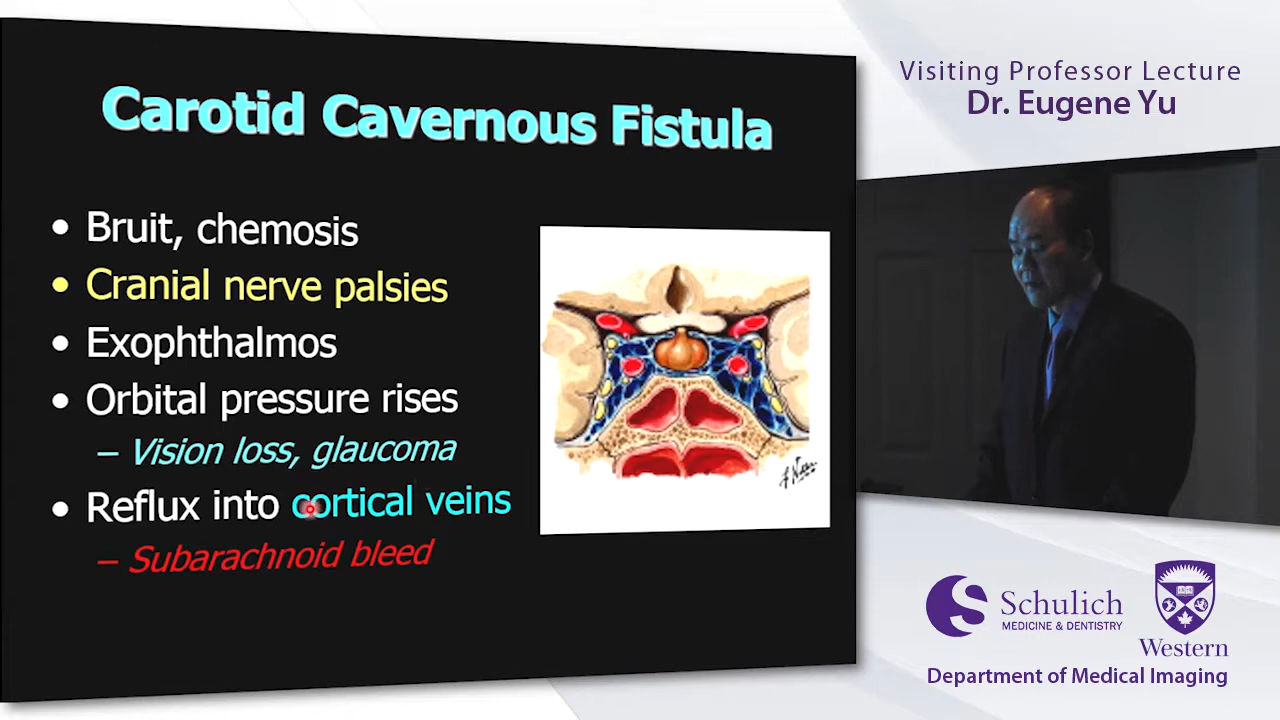 Visiting Professor Lecture
Dr. Eugene Yu
Carotid Cavernous Fistula
• Bruit, chemosis
• Cranial nerve palsies
• Exophthalmos
• Orbital pressure rises
– Vision loss, glaucoma
• Reflux into cortical veins
– Subarachnoid bleed
Schulich
MEDICINE & DENTISTRY
Western
Department of Medical Imaging